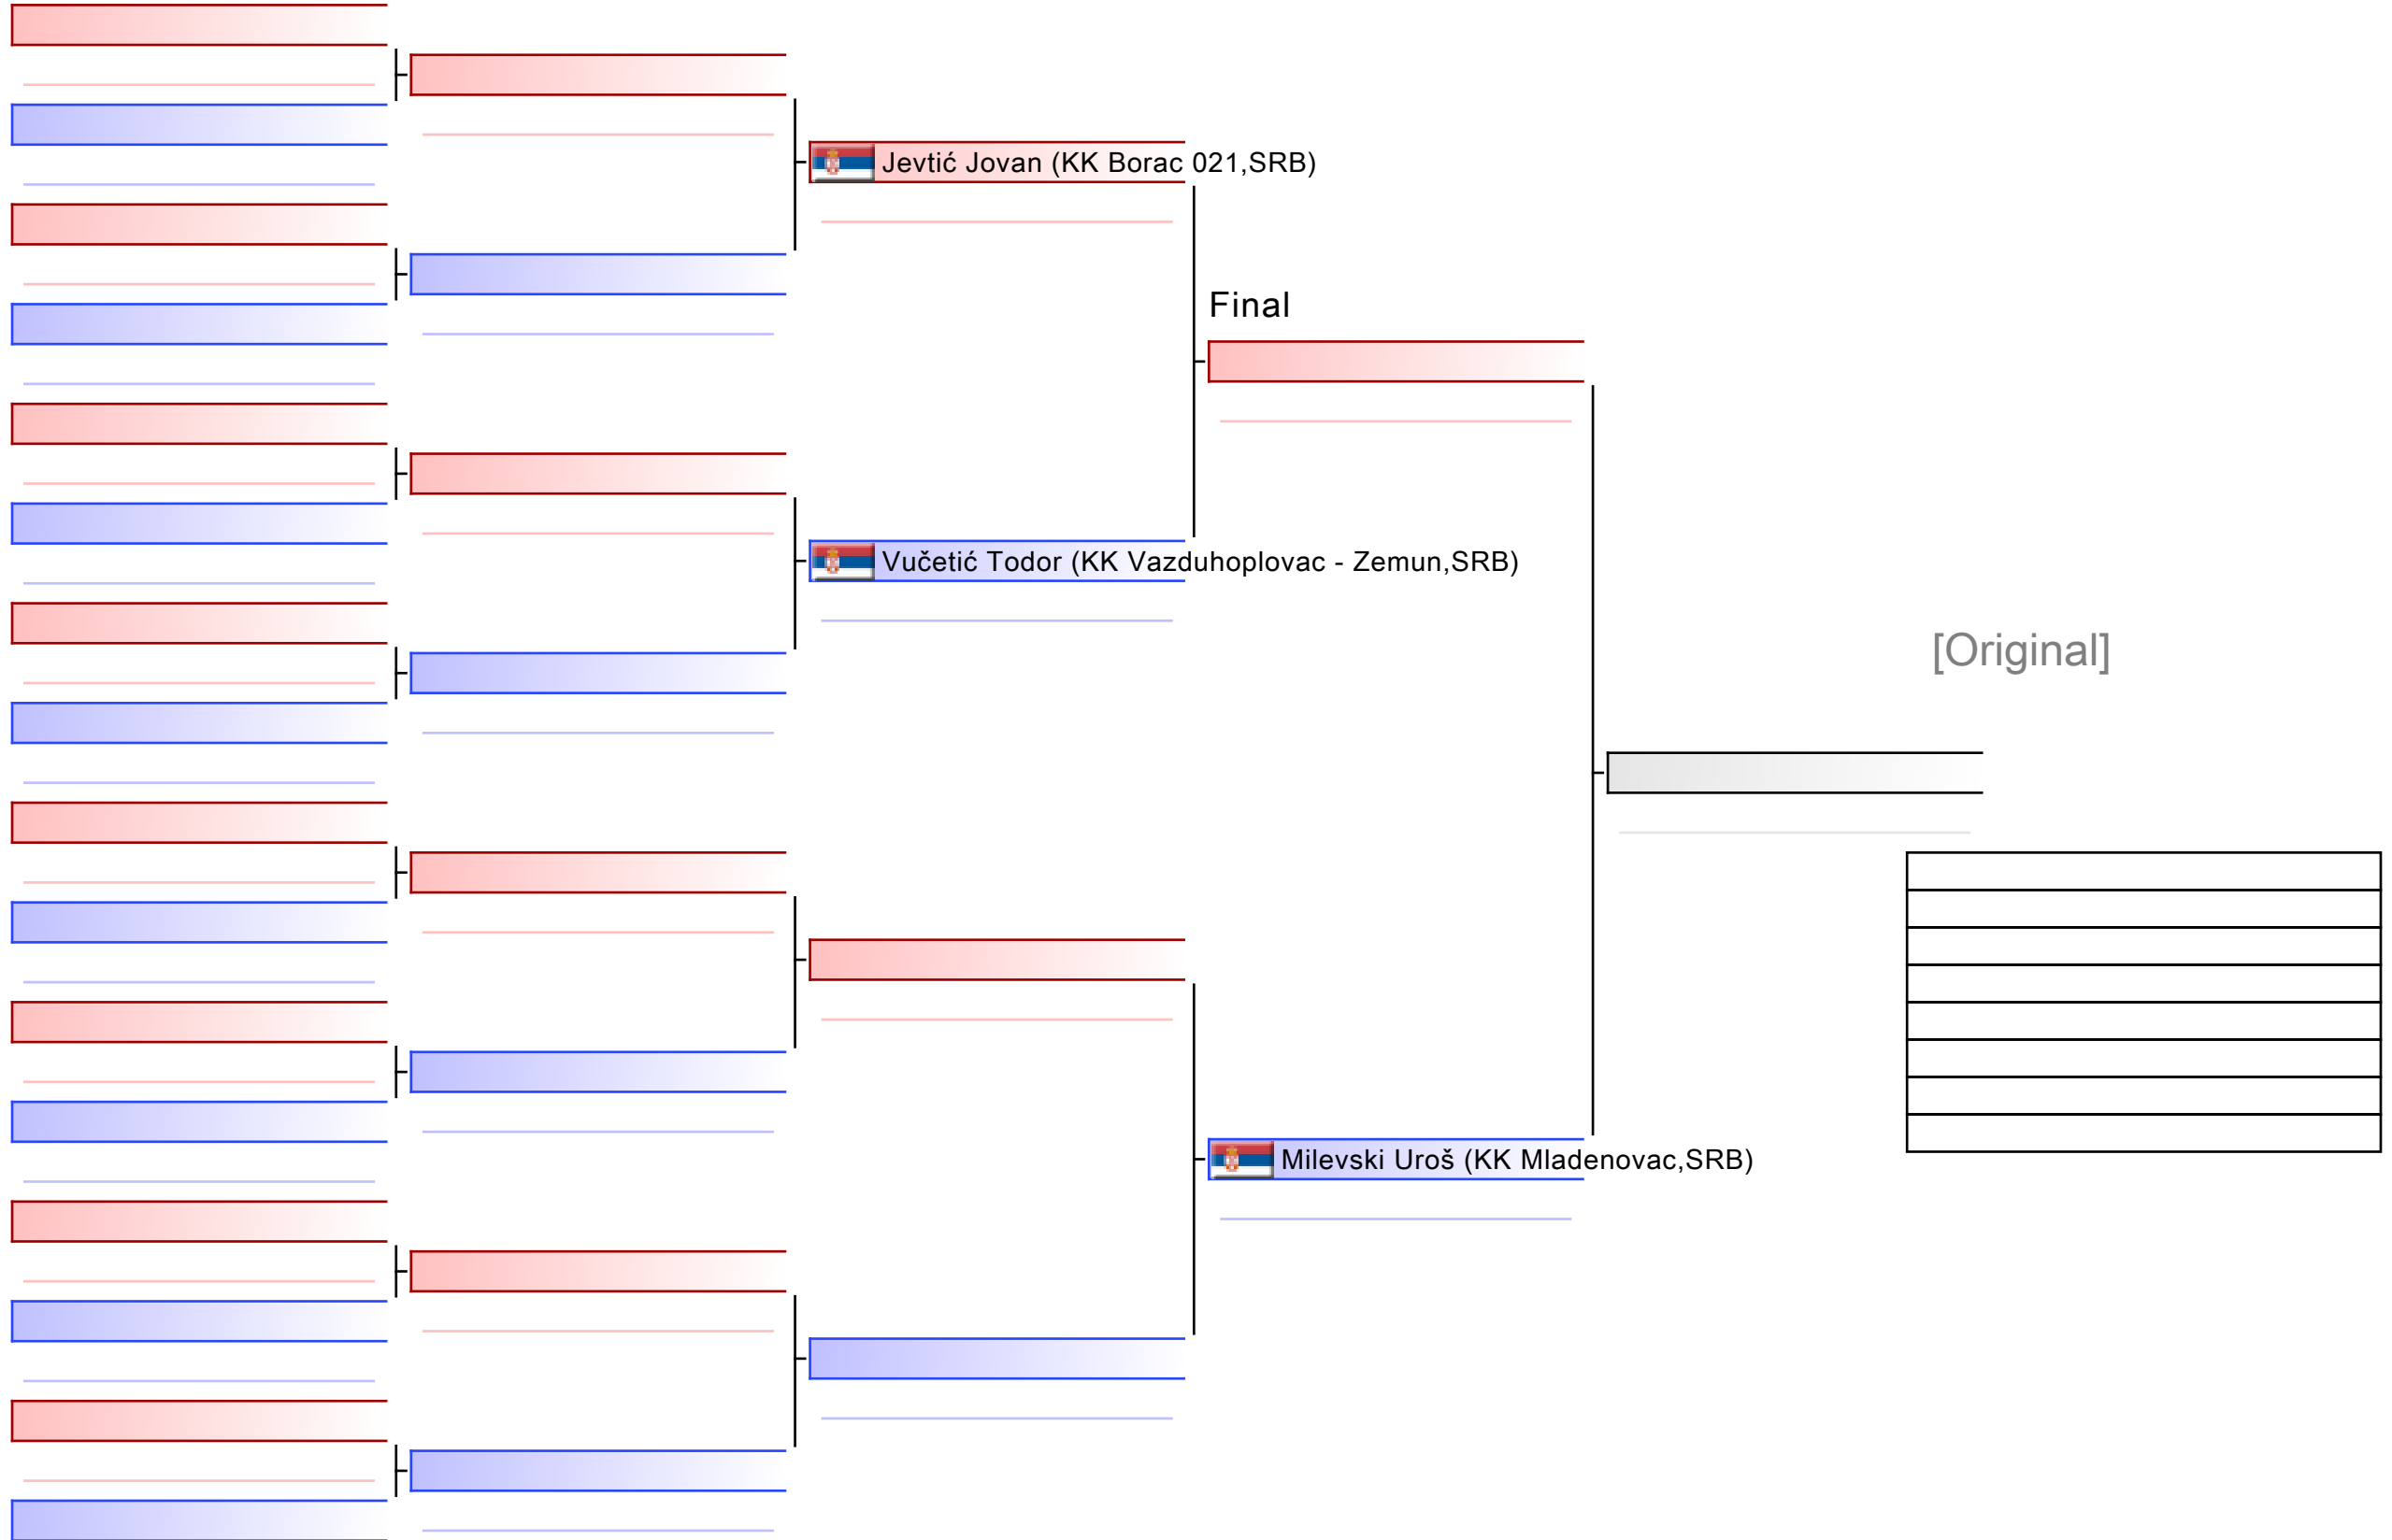 Jevtić Jovan (KK Borac 021,SRB)
Final
Vučetić Todor (KK Vazduhoplovac - Zemun,SRB)
[Original]
Milevski Uroš (KK Mladenovac,SRB)